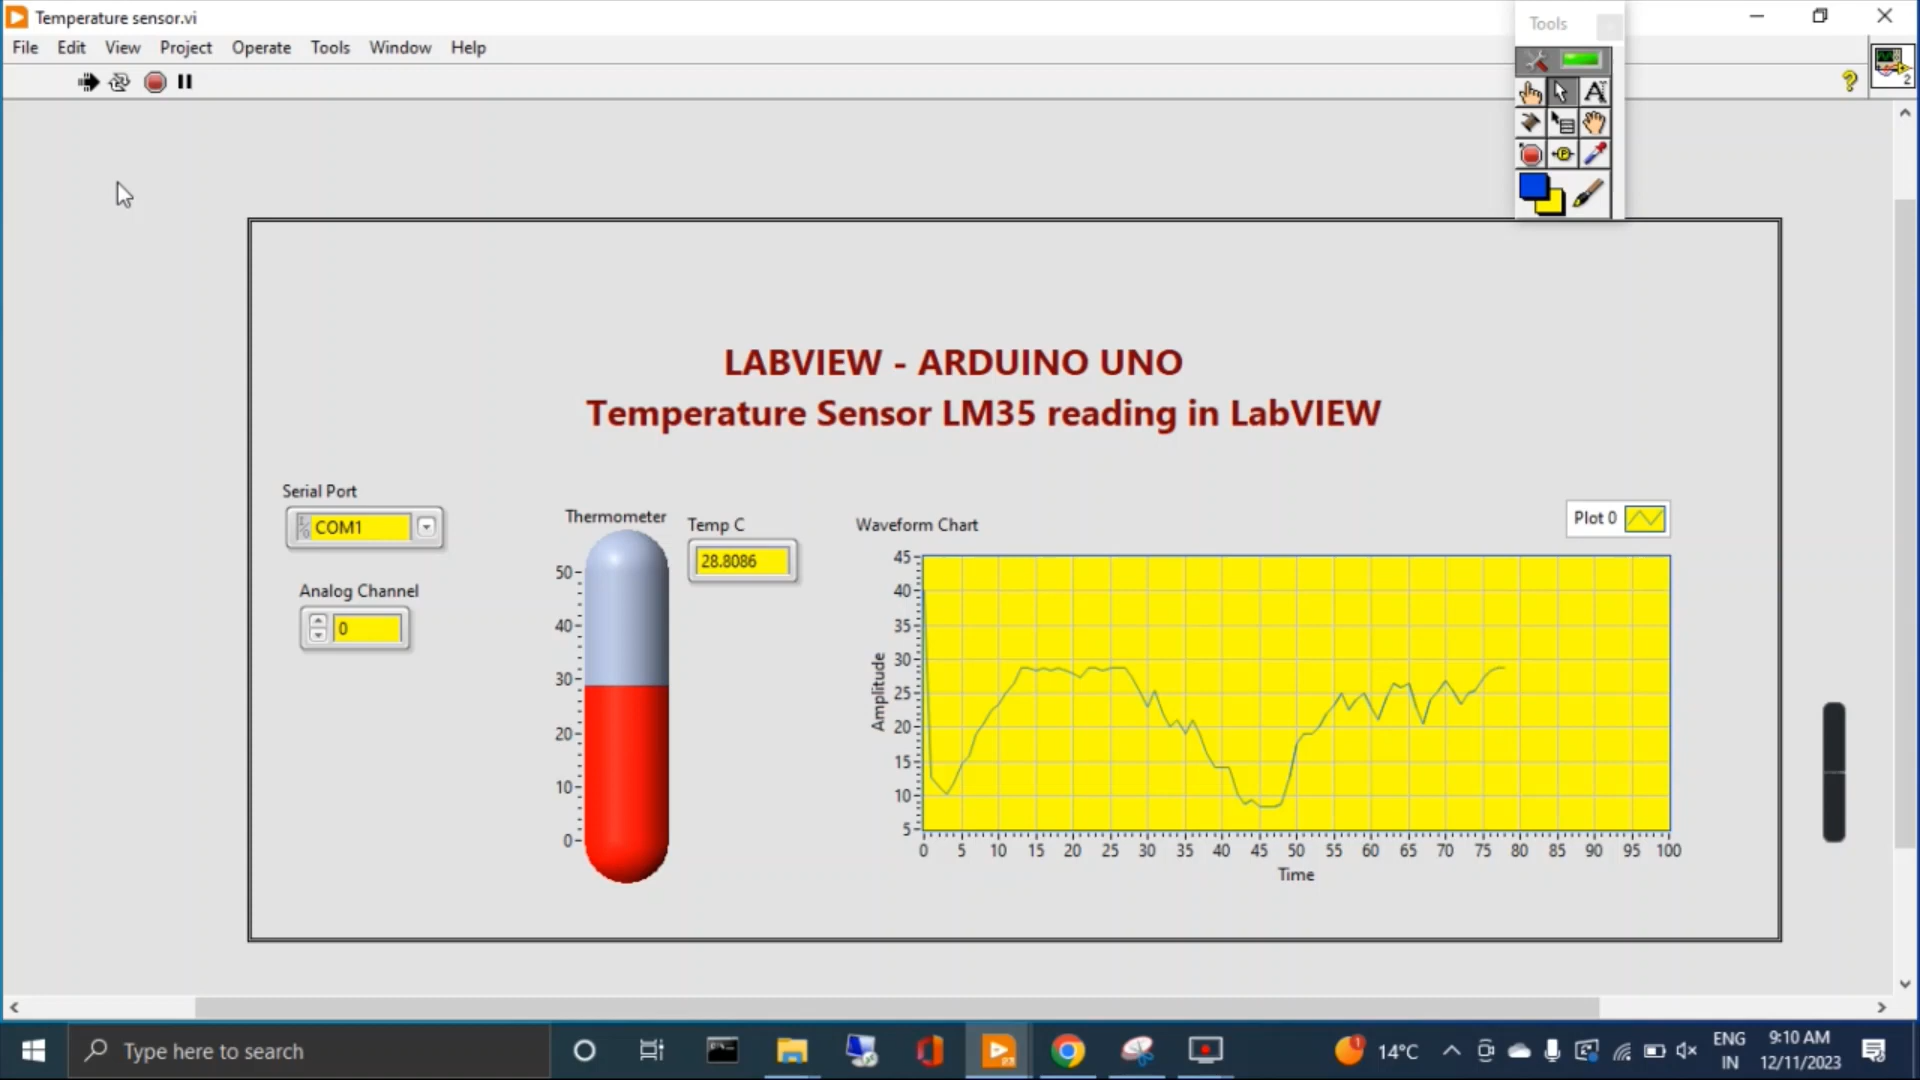 Temperature sensor.vi
File Edit View Project Operate Tools Window Help
Tools
2
LABVIEW - ARDUINO UNO
Temperature Sensor LM35 reading in LabVIEW
Serial Port
COM1
Analog Channel
0
Thermometer
50
40
30
20
10
0
Temp C
28.8086
Waveform Chart
Plot 0
45
40
35
30
25
20
15
10
5
Amplitude
0 5 10 15 20 25 30 35 40 45 50 55 60 65 70 75 80 85 90 95 100
Time
Type here to search
14°C
ENG
IN
9:10 AM
12/11/2023